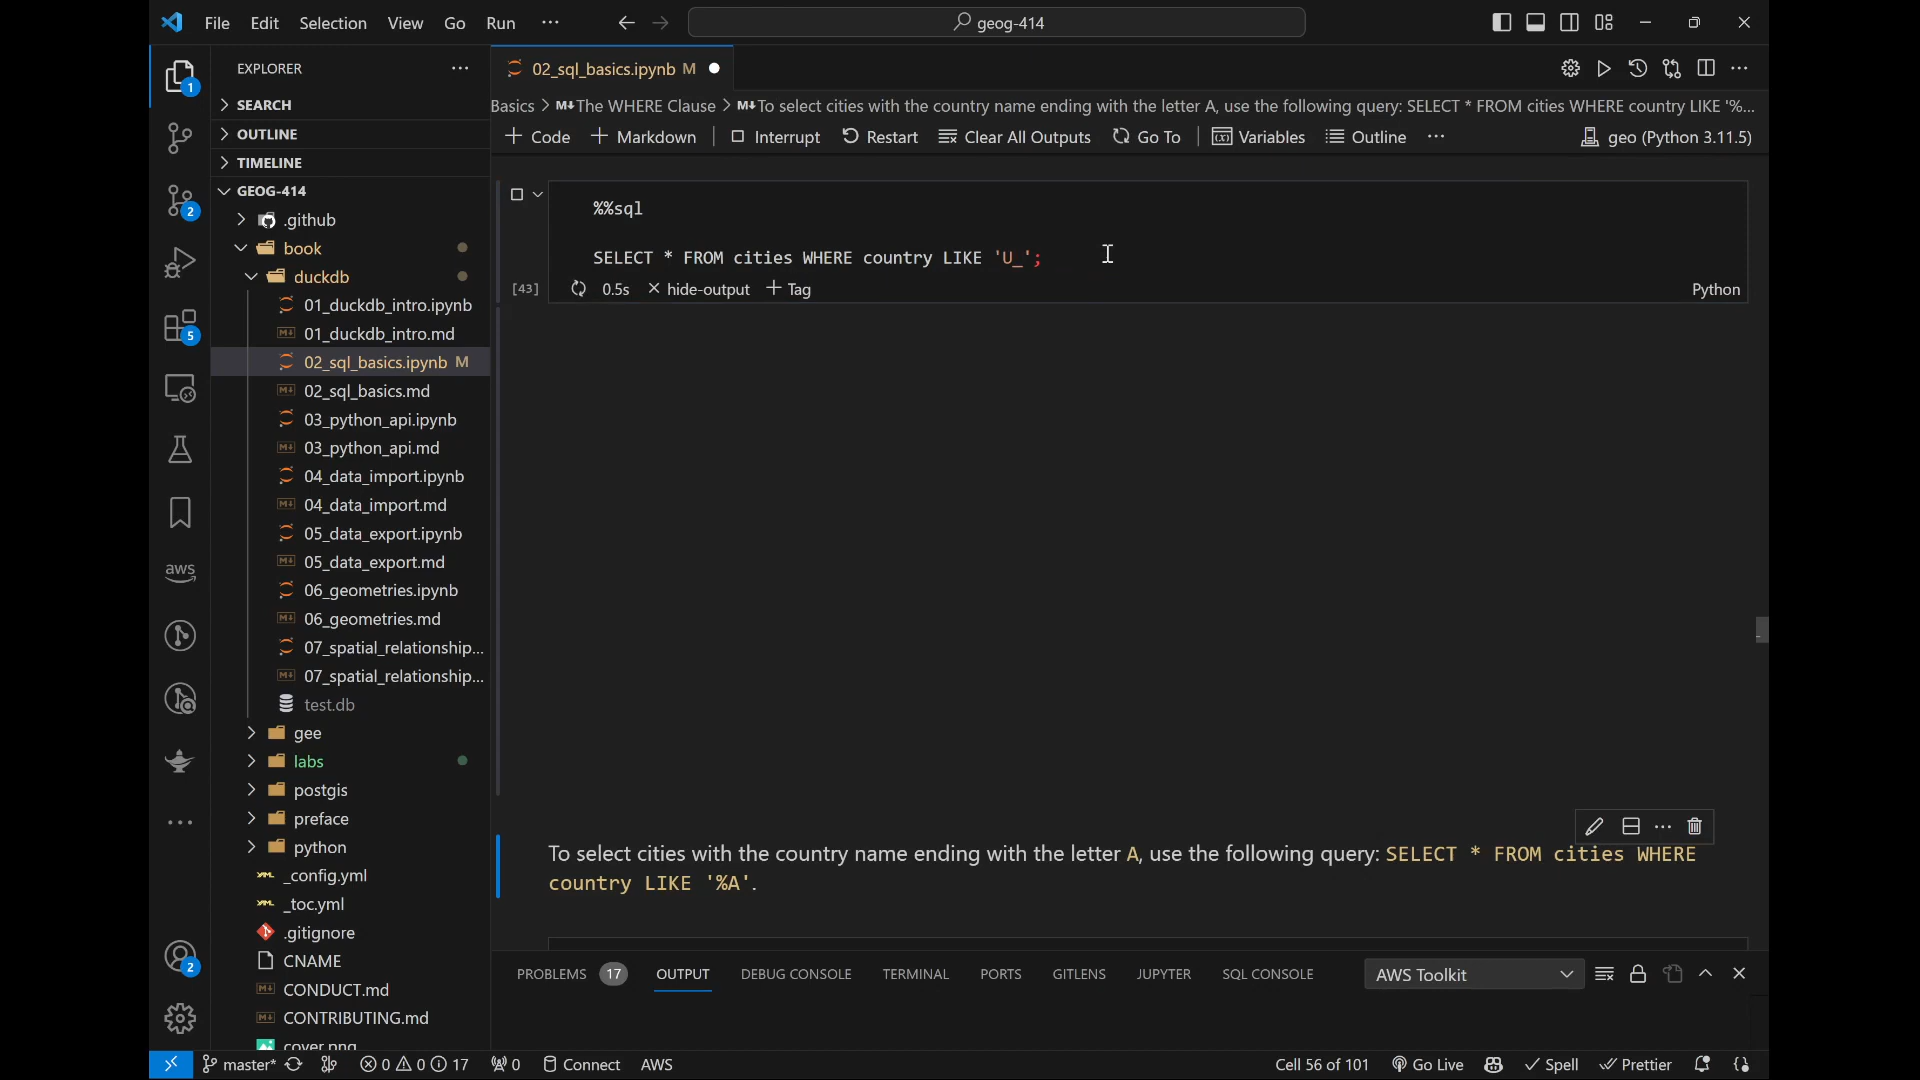 File Edit Selection View Go Run ···
geog-414
EXPLORER
SEARCH
OUTLINE
TIMELINE
GEOG-414
.github
book
duckdb
01_duckdb_intro.ipynb
01_duckdb_intro.md
02_sql_basics.ipynb M
02_sql_basics.md
03_python_api.ipynb
03_python_api.md
04_data_import.ipynb
04_data_import.md
05_data_export.ipynb
05_data_export.md
06_geometries.ipynb
06_geometries.md
07_spatial_relationship...
07_spatial_relationship...
test.db
gee
labs
postgis
preface
python
_config.yml
_toc.yml
.gitignore
CNAME
CONDUCT.md
CONTRIBUTING.md
cover.png
1
2
5
aws
2
02_sql_basics.ipynb M
Basics > M↓The WHERE Clause > M↓To select cities with the country name ending with the letter A, use the following query: SELECT * FROM cities WHERE country LIKE '%...
+ Code + Markdown Interrupt Restart Clear All Outputs Go To Variables Outline ··· geo (Python 3.11.5)
%%sql
SELECT * FROM cities WHERE country LIKE 'U_';
[43] 0.5s × hide-output + Tag Python
To select cities with the country name ending with the letter A, use the following query: SELECT * FROM cities WHERE
country LIKE '%A'.
PROBLEMS 17 OUTPUT DEBUG CONSOLE TERMINAL PORTS GITLENS JUPYTER SQL CONSOLE AWS Toolkit
master* 0 0 17 0 Connect AWS Cell 56 of 101 Go Live Spell Prettier